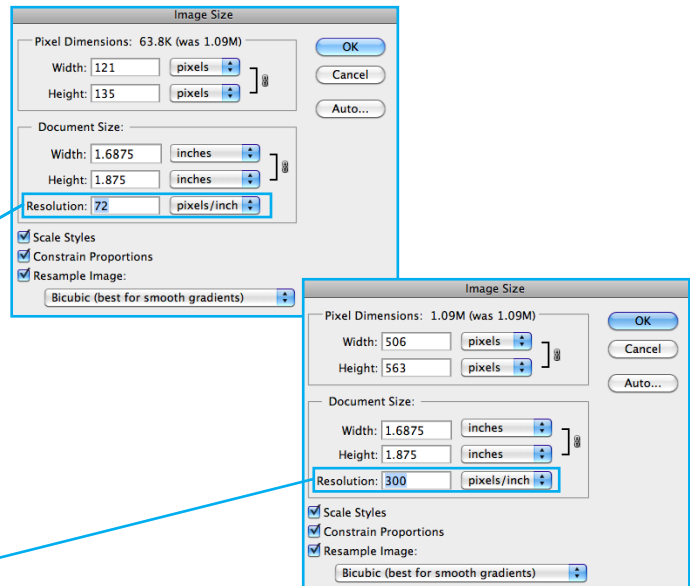 Image Size
Pixel Dimensions: 63.8K (was 1.09M)
OK
Width: 121 pixels
Cancel
Height: 135 pixels
Auto...
Document Size:
Width: 1.6875 inches
Height: 1.875 inches
Resolution: 72 pixels/inch
Scale Styles
Constrain Proportions
Resample Image:
Bicubic (best for smooth gradients)
Image Size
Pixel Dimensions: 1.09M (was 1.09M)
OK
Width: 506 pixels
Cancel
Height: 563 pixels
Auto...
Document Size:
Width: 1.6875 inches
Height: 1.875 inches
Resolution: 300 pixels/inch
Scale Styles
Constrain Proportions
Resample Image:
Bicubic (best for smooth gradients)